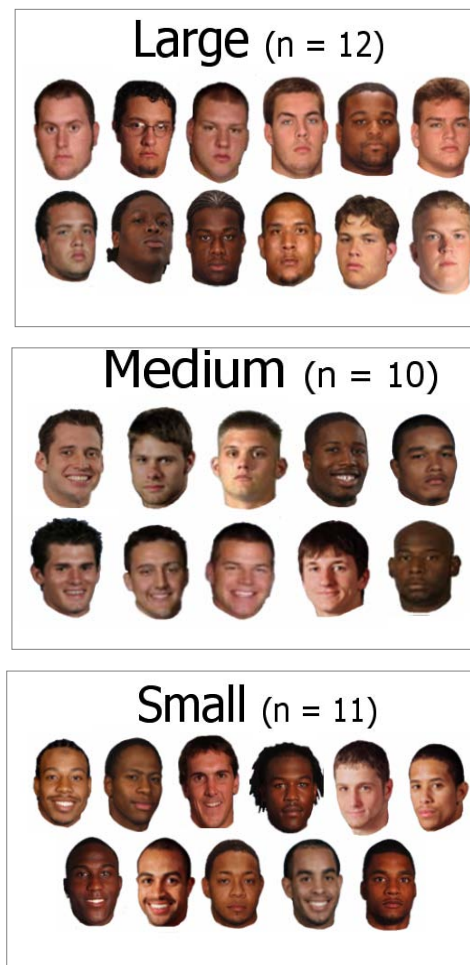 Large (n = 12)
Medium (n = 10)
Small (n = 11)